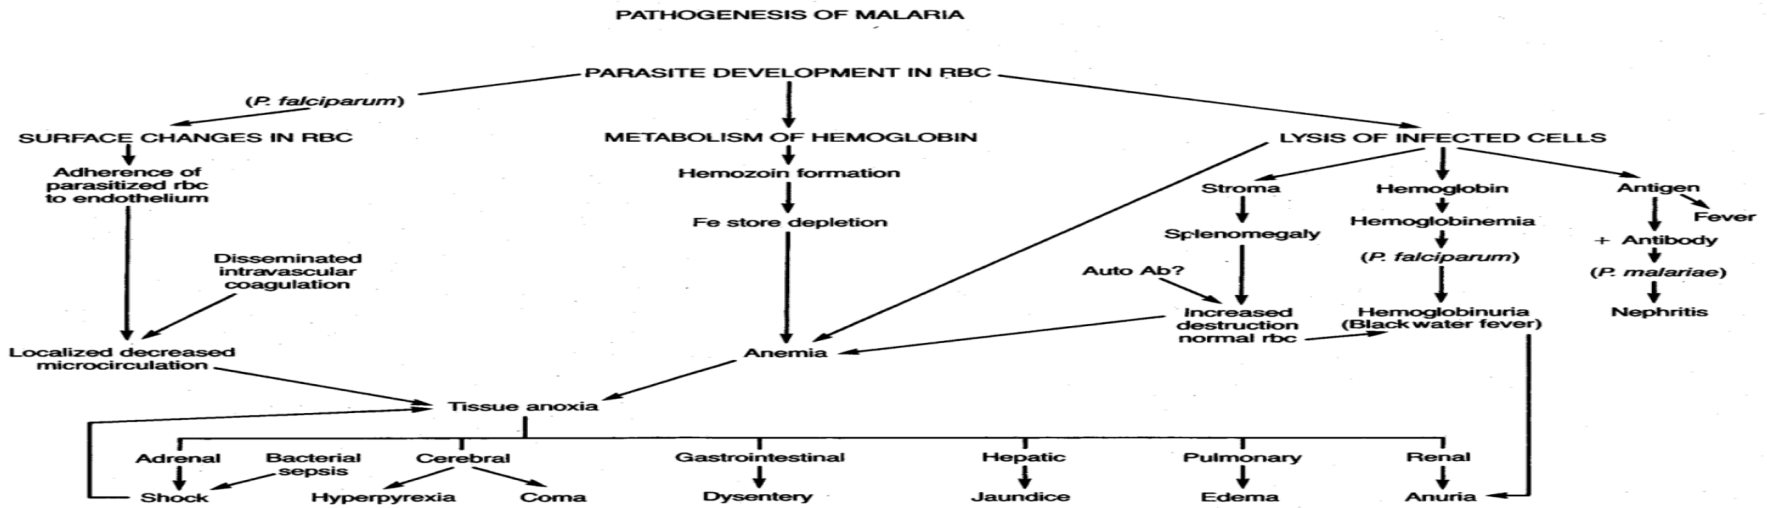 PATHOGENESIS OF MALARIA
PARASITE DEVELOPMENT IN RBC
(P. falciparum)
SURFACE CHANGES IN RBC
METABOLISM OF HEMOGLOBIN
LYSIS OF INFECTED CELLS
Adherence of
parasitized rbc
to endothelium
Hemozoin formation
Fe store depletion
Stroma
Hemoglobin
Antigen
Fever
Splenomegaly
Hemoglobinemia
+ Antibody
(P. falciparum)
(P. malariae)
Disseminated
intravascular
coagulation
Auto Ab?
Increased
destruction
normal rbc
Hemoglobinuria
(Black water fever)
Nephritis
Localized decreased
microcirculation
Anemia
Tissue anoxia
Adrenal
Bacterial
sepsis
Cerebral
Gastrointestinal
Hepatic
Pulmonary
Renal
Shock
Hyperpyrexia
Coma
Dysentery
Jaundice
Edema
Anuria